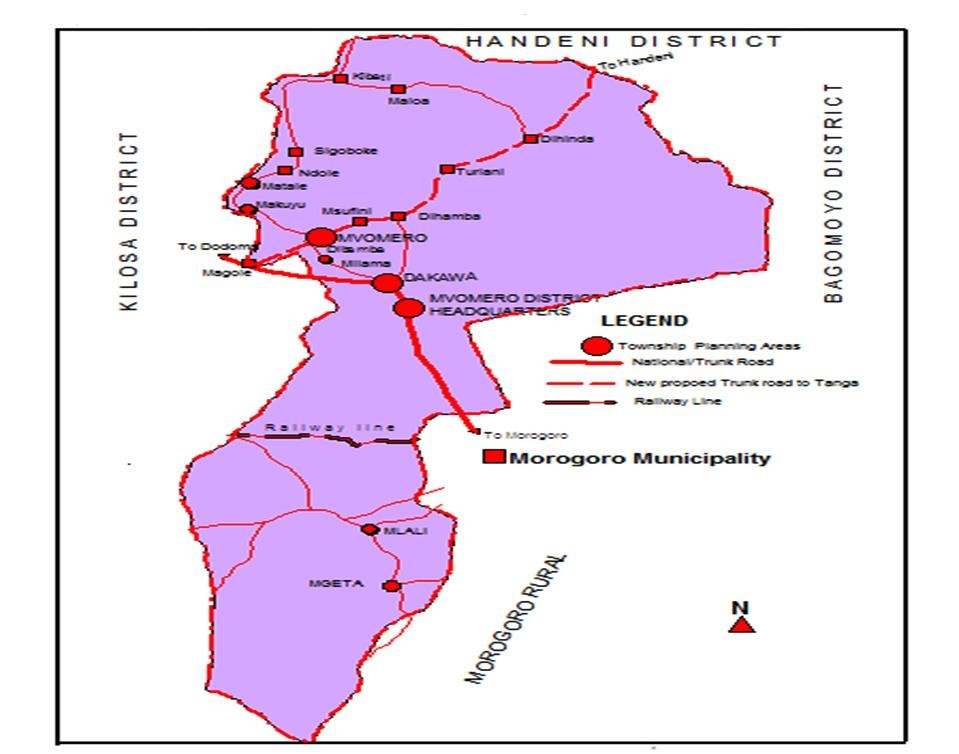 HANDENI DISTRICT
To Handeni
Kibati
Maloa
KILOSA DISTRICT
BAGOMOYO DISTRICT
Dihinda
Sigoboke
Ndole
Turiani
Matale
Makuyu
Msufini
Dihamba
MVOMERO
To Dodoma
Milama
Magole
DAKAWA
MVOMERO DISTRICT
HEADQUARTERS
LEGEND
Township Planning Areas
National/Trunk Road
New propoed Trunk road to Tanga
Railway Line
Railway line
To Morogoro
Morogoro Municipality
MLALI
MGETA
MOROGORO RURAL
N